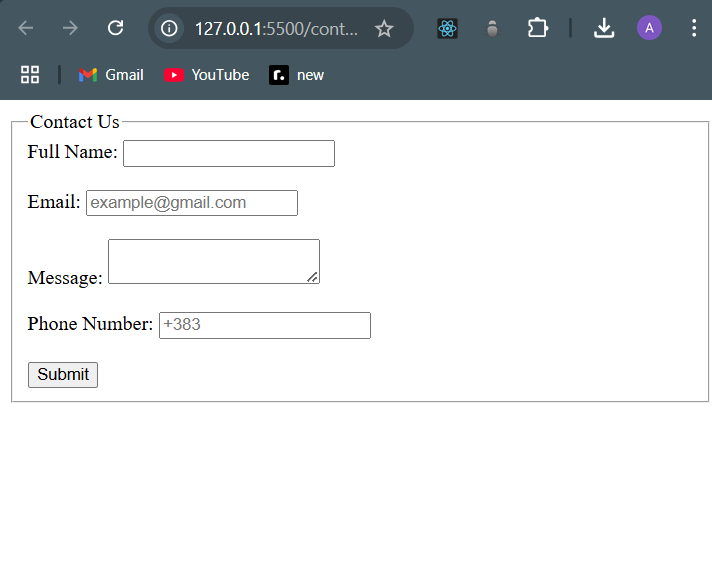 127.0.0.1:5500/cont...
A
Gmail
YouTube
r.
new
Contact Us
Full Name:
Email: example@gmail.com
Message:
Phone Number: +383
Submit